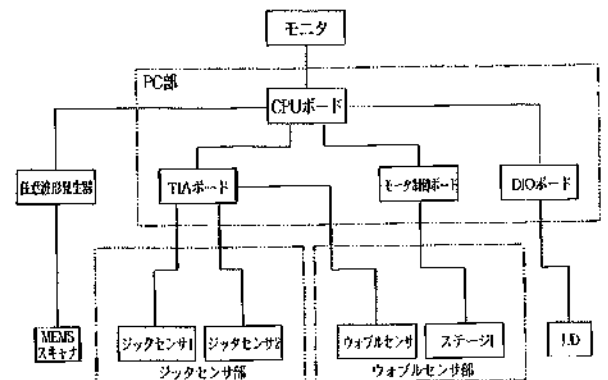 モニタ
PC部
CPUボード
任意波形発生器
TIAボード
モータ制御ボード
DIOボード
MEMS
スキャナ
ジッタセンサ1
ジッタセンサ2
ウォブルセンサ
ステージ1
LD
ジッタセンサ部
ウォブルセンサ部